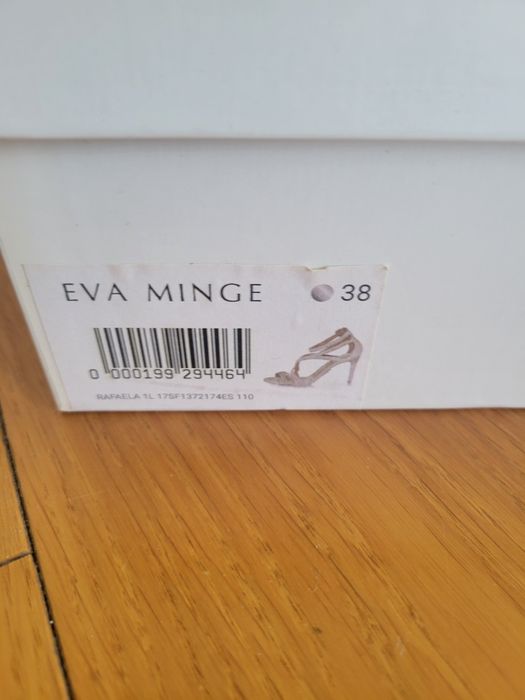 EVA MINGE 38
0 000199 294464
RAFAELA 1L 17SF1372174ES 110